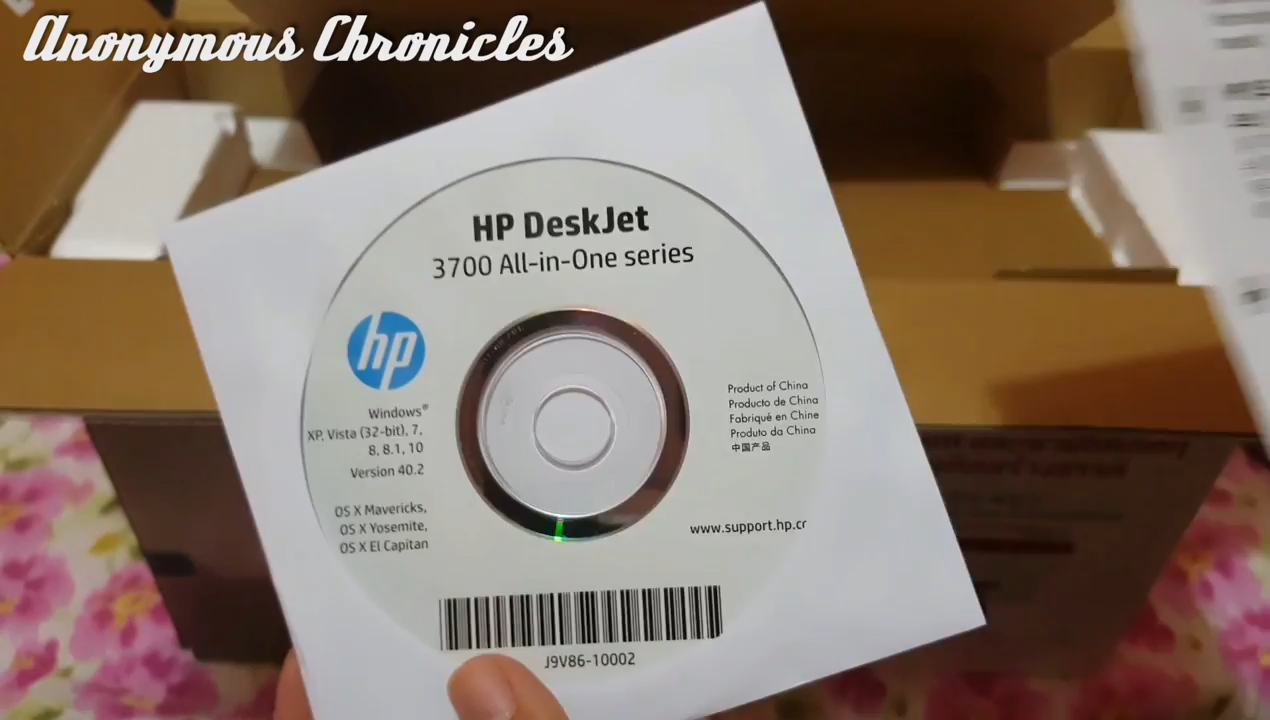 Anonymous Chronicles
HP DeskJet
3700 All-in-One series
hp
Windows®
XP, Vista (32-bit), 7,
8, 8.1, 10
Version 40.2
OS X Mavericks,
OS X Yosemite,
OS X El Capitan
Product of China
Producto de China
Fabriqué en Chine
Produto da China
中国产品
www.support.hp.cr
J9V86-10002